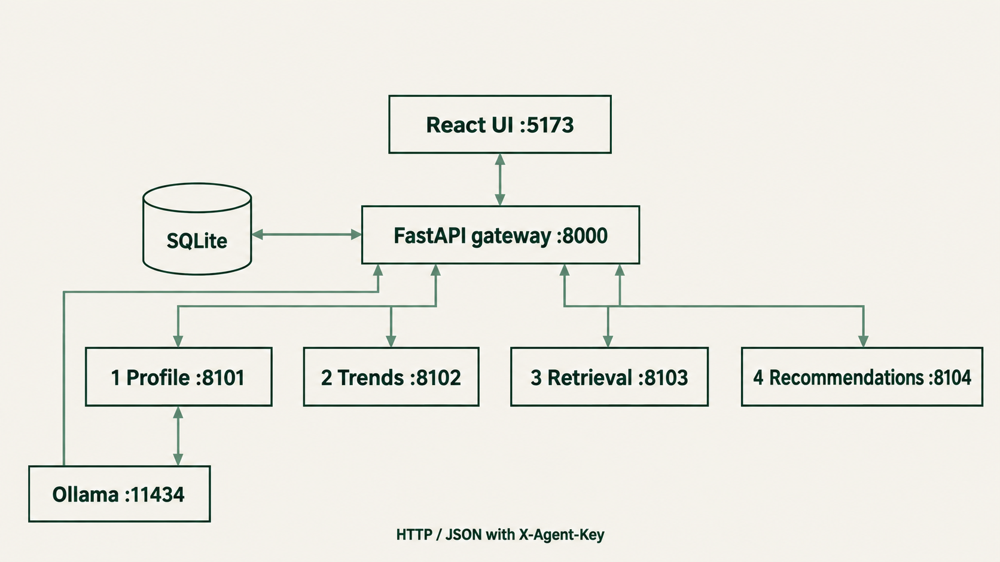 React UI :5173
SQLite
FastAPI gateway :8000
1 Profile :8101
2 Trends :8102
3 Retrieval :8103
4 Recommendations :8104
Ollama :11434
HTTP / JSON with X-Agent-Key